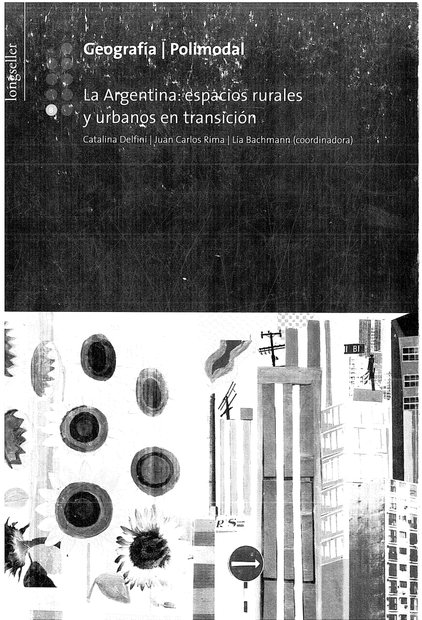 longseller
Geografía | Polimodal
La Argentina: espacios rurales
y urbanos en transición
Catalina Delfini | Juan Carlos Rima | Lía Bachmann (coordinadora)